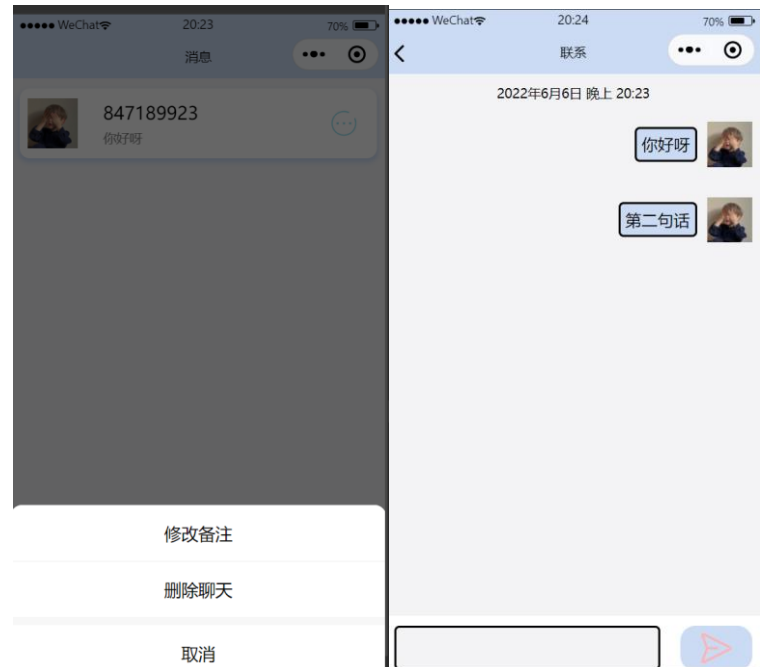 WeChat 20:23 70%
消息
847189923
你好呀
修改备注
删除聊天
取消
WeChat 20:24 70%
联系
2022年6月6日 晚上 20:23
你好呀
第二句话